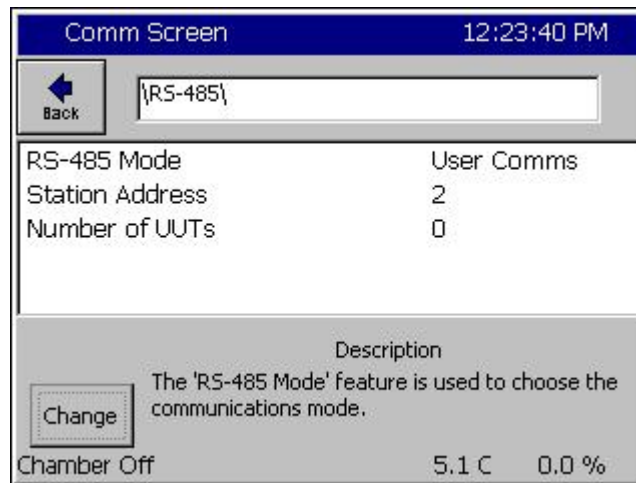 Comm Screen 12:23:40 PM
Back
\RS-485\
RS-485 Mode User Comms
Station Address 2
Number of UUTs 0
Description
The 'RS-485 Mode' feature is used to choose the
communications mode.
Change
Chamber Off 5.1 C 0.0 %